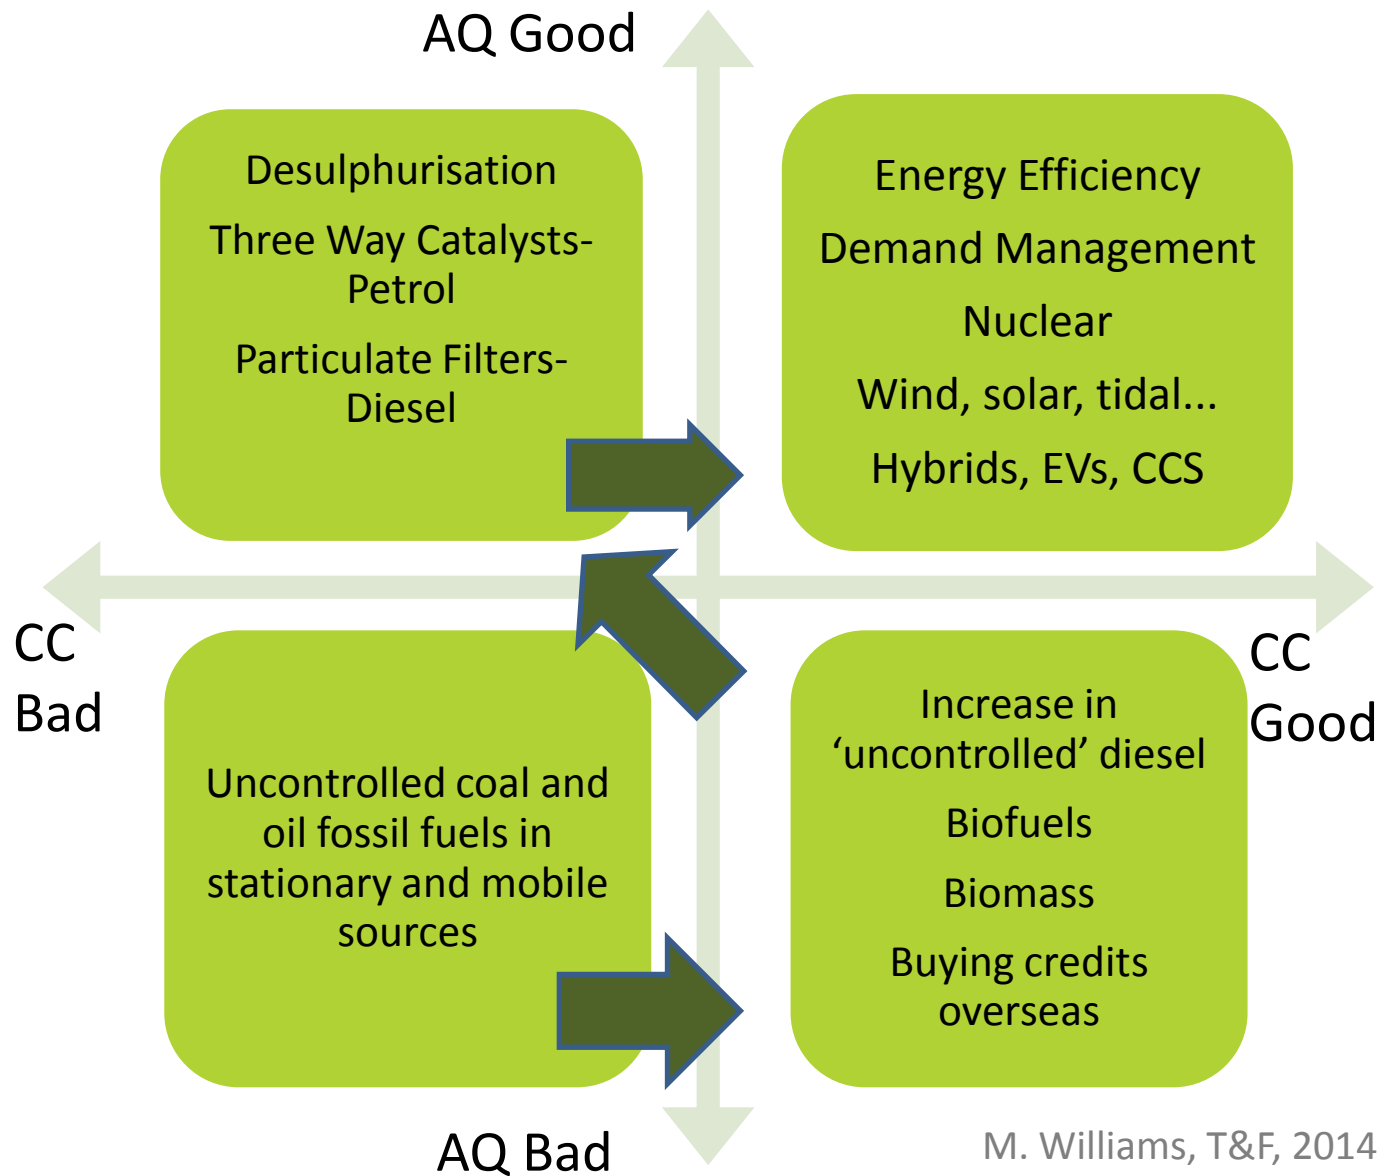 AQ Good
Desulphurisation
Three Way Catalysts-
Petrol
Particulate Filters-
Diesel
Energy Efficiency
Demand Management
Nuclear
Wind, solar, tidal...
Hybrids, EVs, CCS
CC
Bad
CC
Good
Uncontrolled coal and
oil fossil fuels in
stationary and mobile
sources
Increase in
‘uncontrolled’ diesel
Biofuels
Biomass
Buying credits
overseas
AQ Bad
M. Williams, T&F, 2014